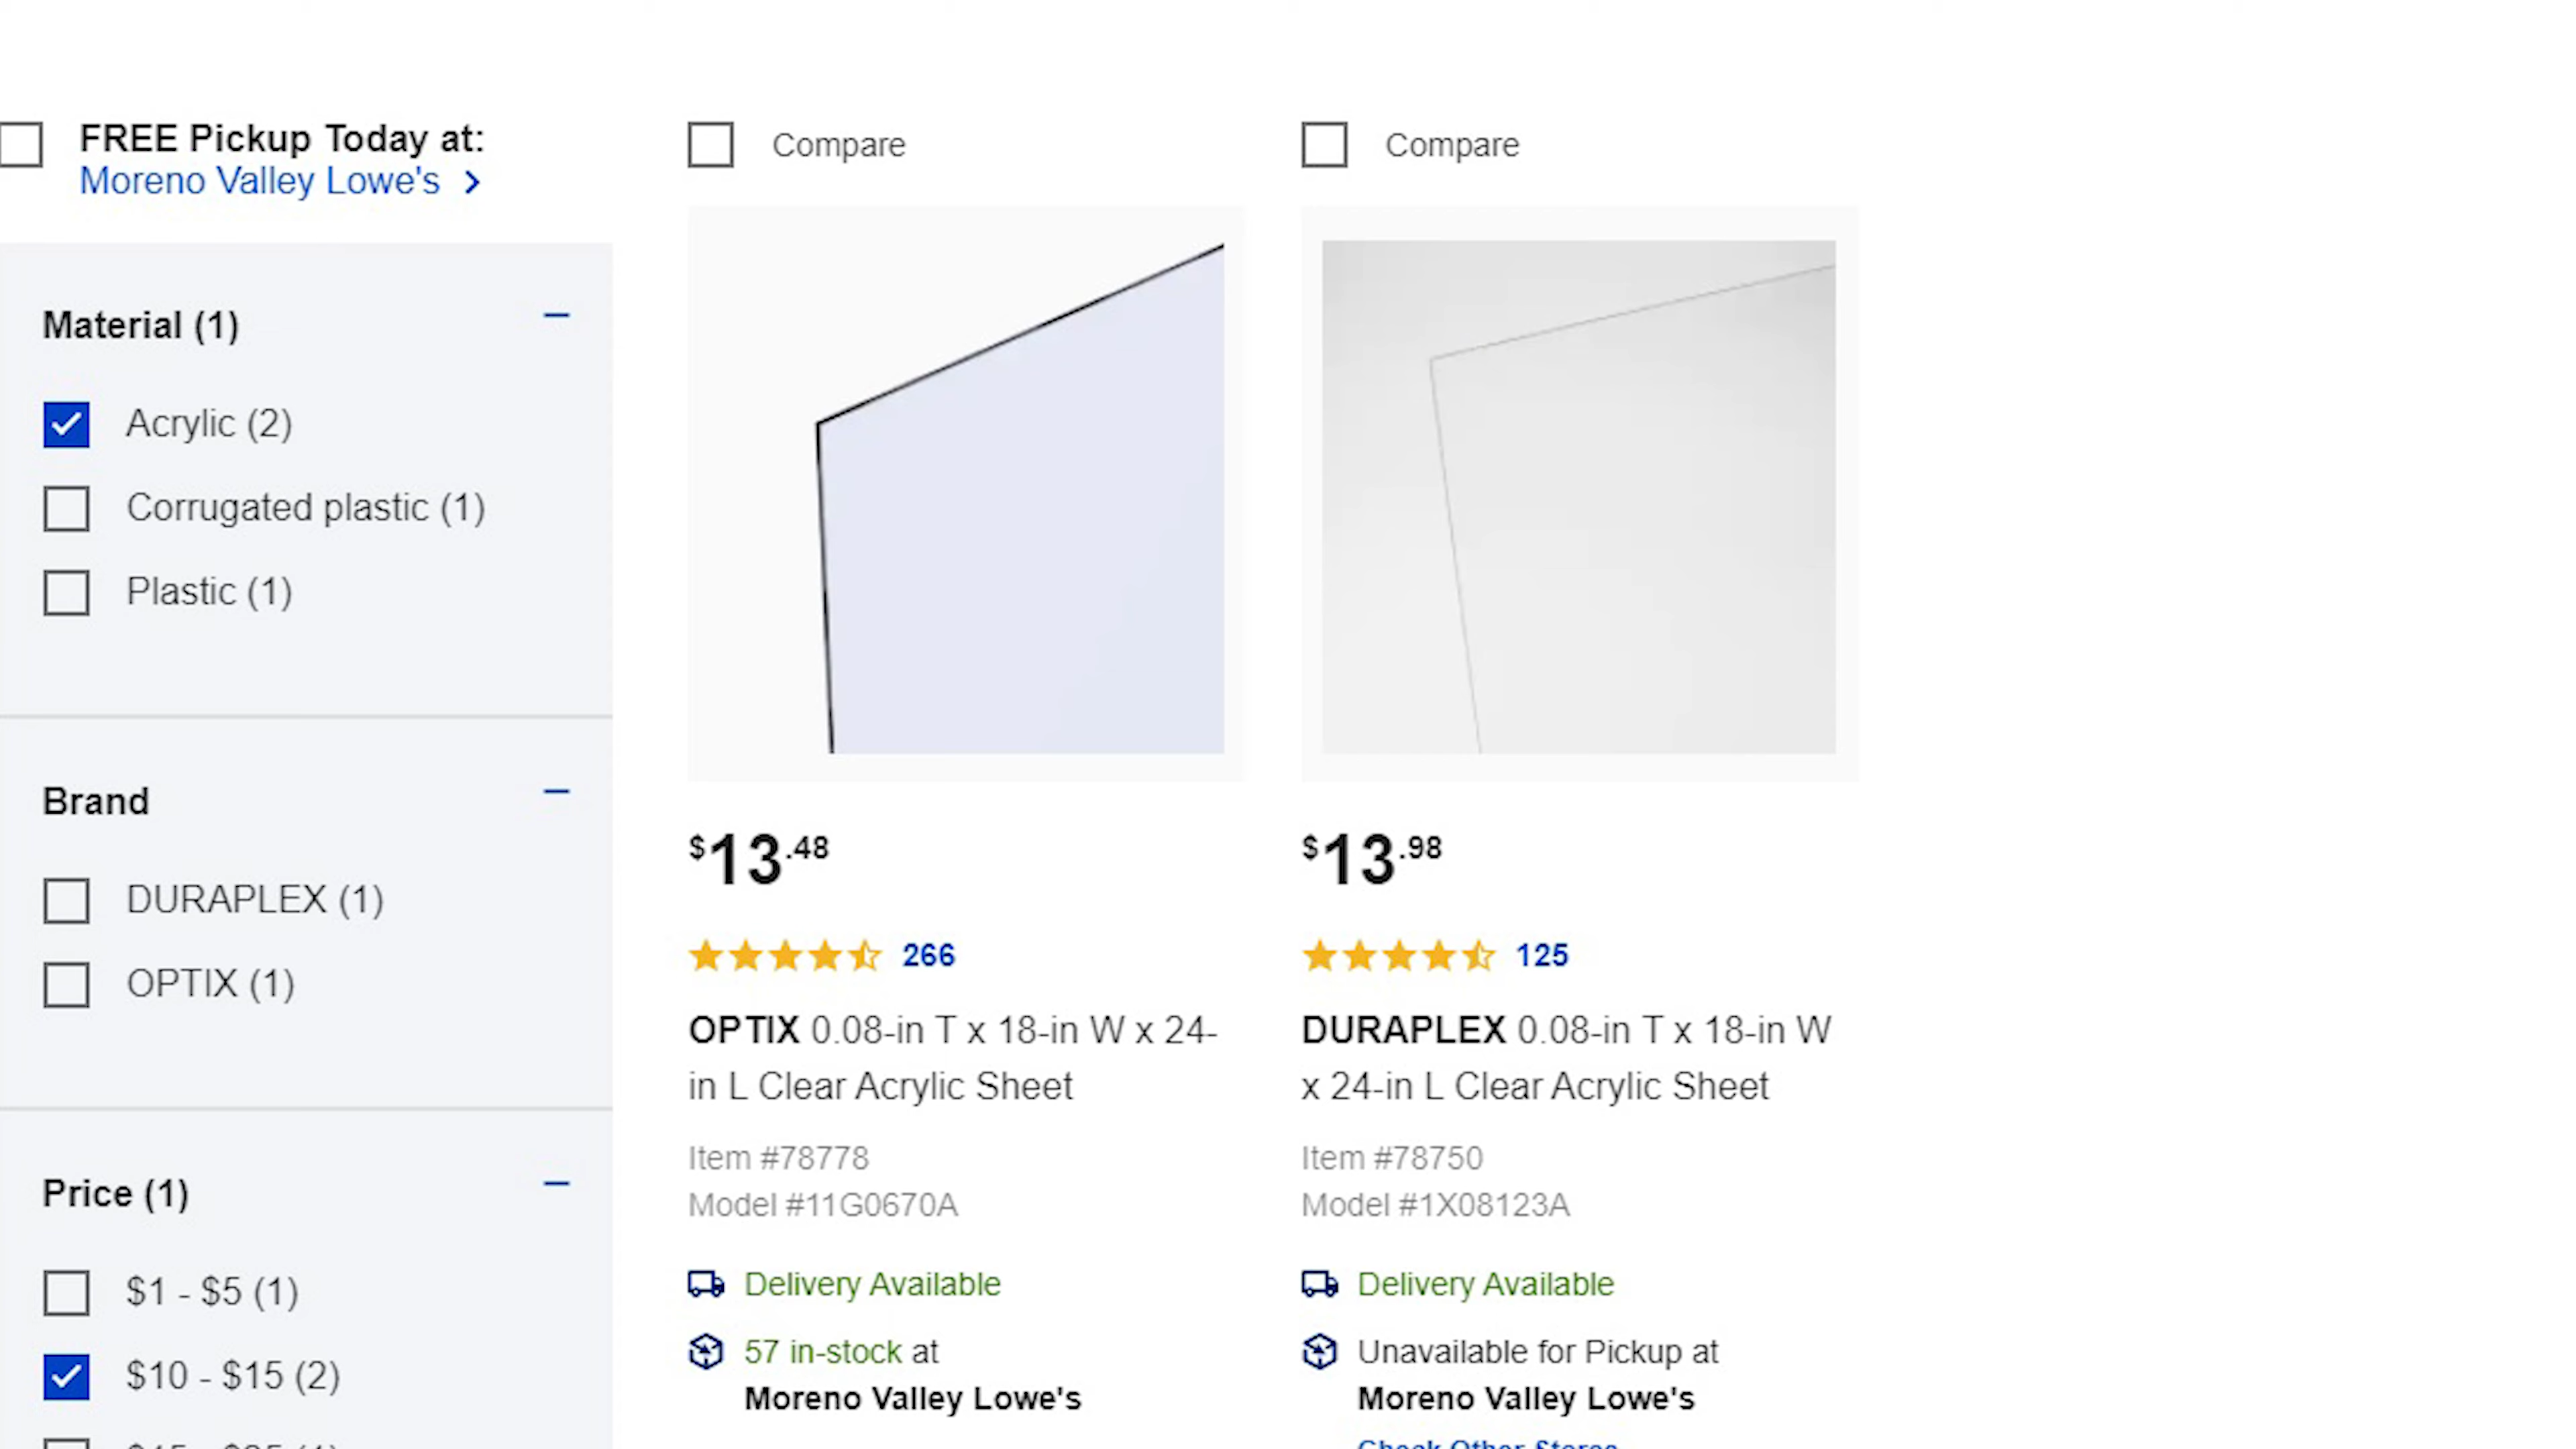 FREE Pickup Today at:
Moreno Valley Lowe's
Material (1)
Acrylic (2)
Corrugated plastic (1)
Plastic (1)
Brand
DURAPLEX (1)
OPTIX (1)
Price (1)
$1 - $5 (1)
$10 - $15 (2)
Compare
$13.48
266
OPTIX 0.08-in T x 18-in W x 24-
in L Clear Acrylic Sheet
Item #78778
Model #11G0670A
Delivery Available
57 in-stock at
Moreno Valley Lowe's
Compare
$13.98
125
DURAPLEX 0.08-in T x 18-in W
x 24-in L Clear Acrylic Sheet
Item #78750
Model #1X08123A
Delivery Available
Unavailable for Pickup at
Moreno Valley Lowe's
Check Other Stores